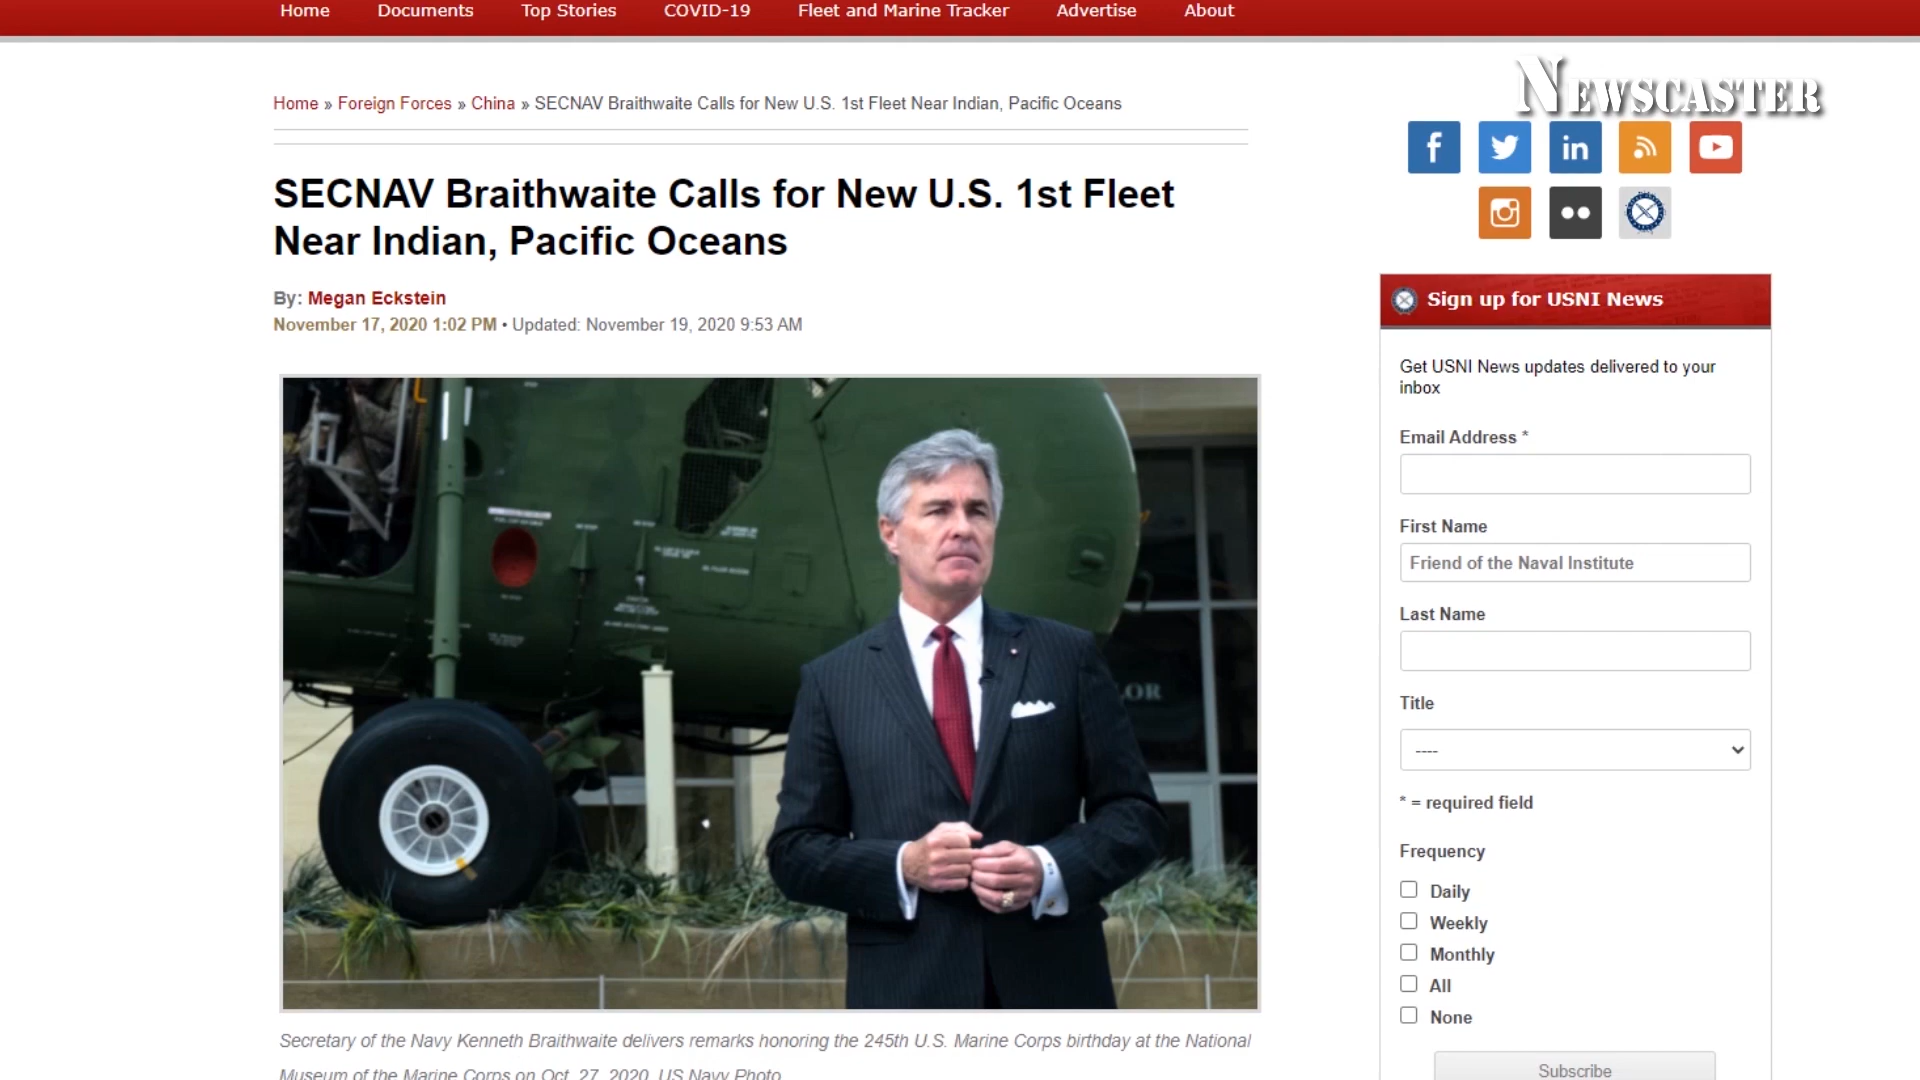 Home Documents Top Stories COVID-19 Fleet and Marine Tracker Advertise About
NEWSCASTER
Home » Foreign Forces » China » SECNAV Braithwaite Calls for New U.S. 1st Fleet Near Indian, Pacific Oceans
SECNAV Braithwaite Calls for New U.S. 1st Fleet
Near Indian, Pacific Oceans
By: Megan Eckstein
November 17, 2020 1:02 PM • Updated: November 19, 2020 9:53 AM
OR
Secretary of the Navy Kenneth Braithwaite delivers remarks honoring the 245th U.S. Marine Corps birthday at the National
Museum of the Marine Corps on Oct. 27, 2020. US Navy Photo
f
in
Sign up for USNI News
Get USNI News updates delivered to your
inbox
Email Address *
First Name
Friend of the Naval Institute
Last Name
Title
----
* = required field
Frequency
Daily
Weekly
Monthly
All
None
Subscribe